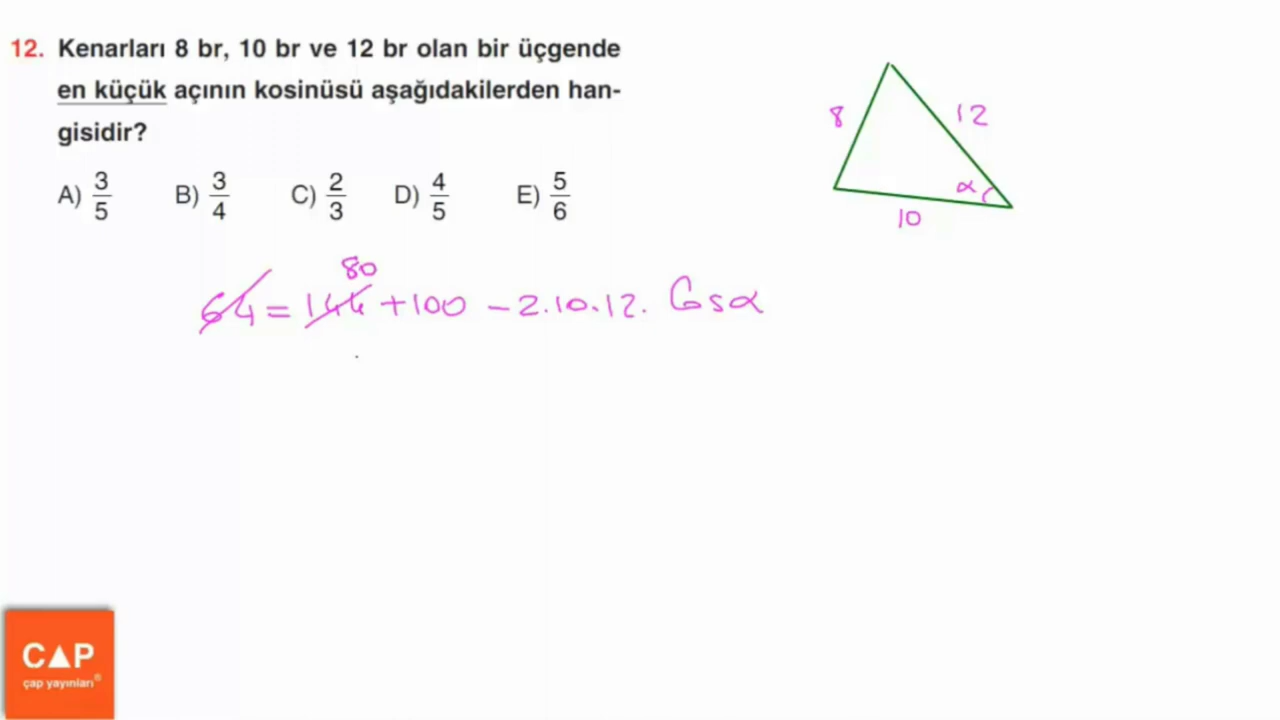 12. Kenarları 8 br, 10 br ve 12 br olan bir üçgende
en küçük açının kosinüsü aşağıdakilerden han-
gisidir?
A) 3/5 B) 3/4 C) 2/3 D) 4/5 E) 5/6
8
12
α
10
80
64 = 144 + 100 - 2.10.12. Cosα
ÇAP
çap yayınları®